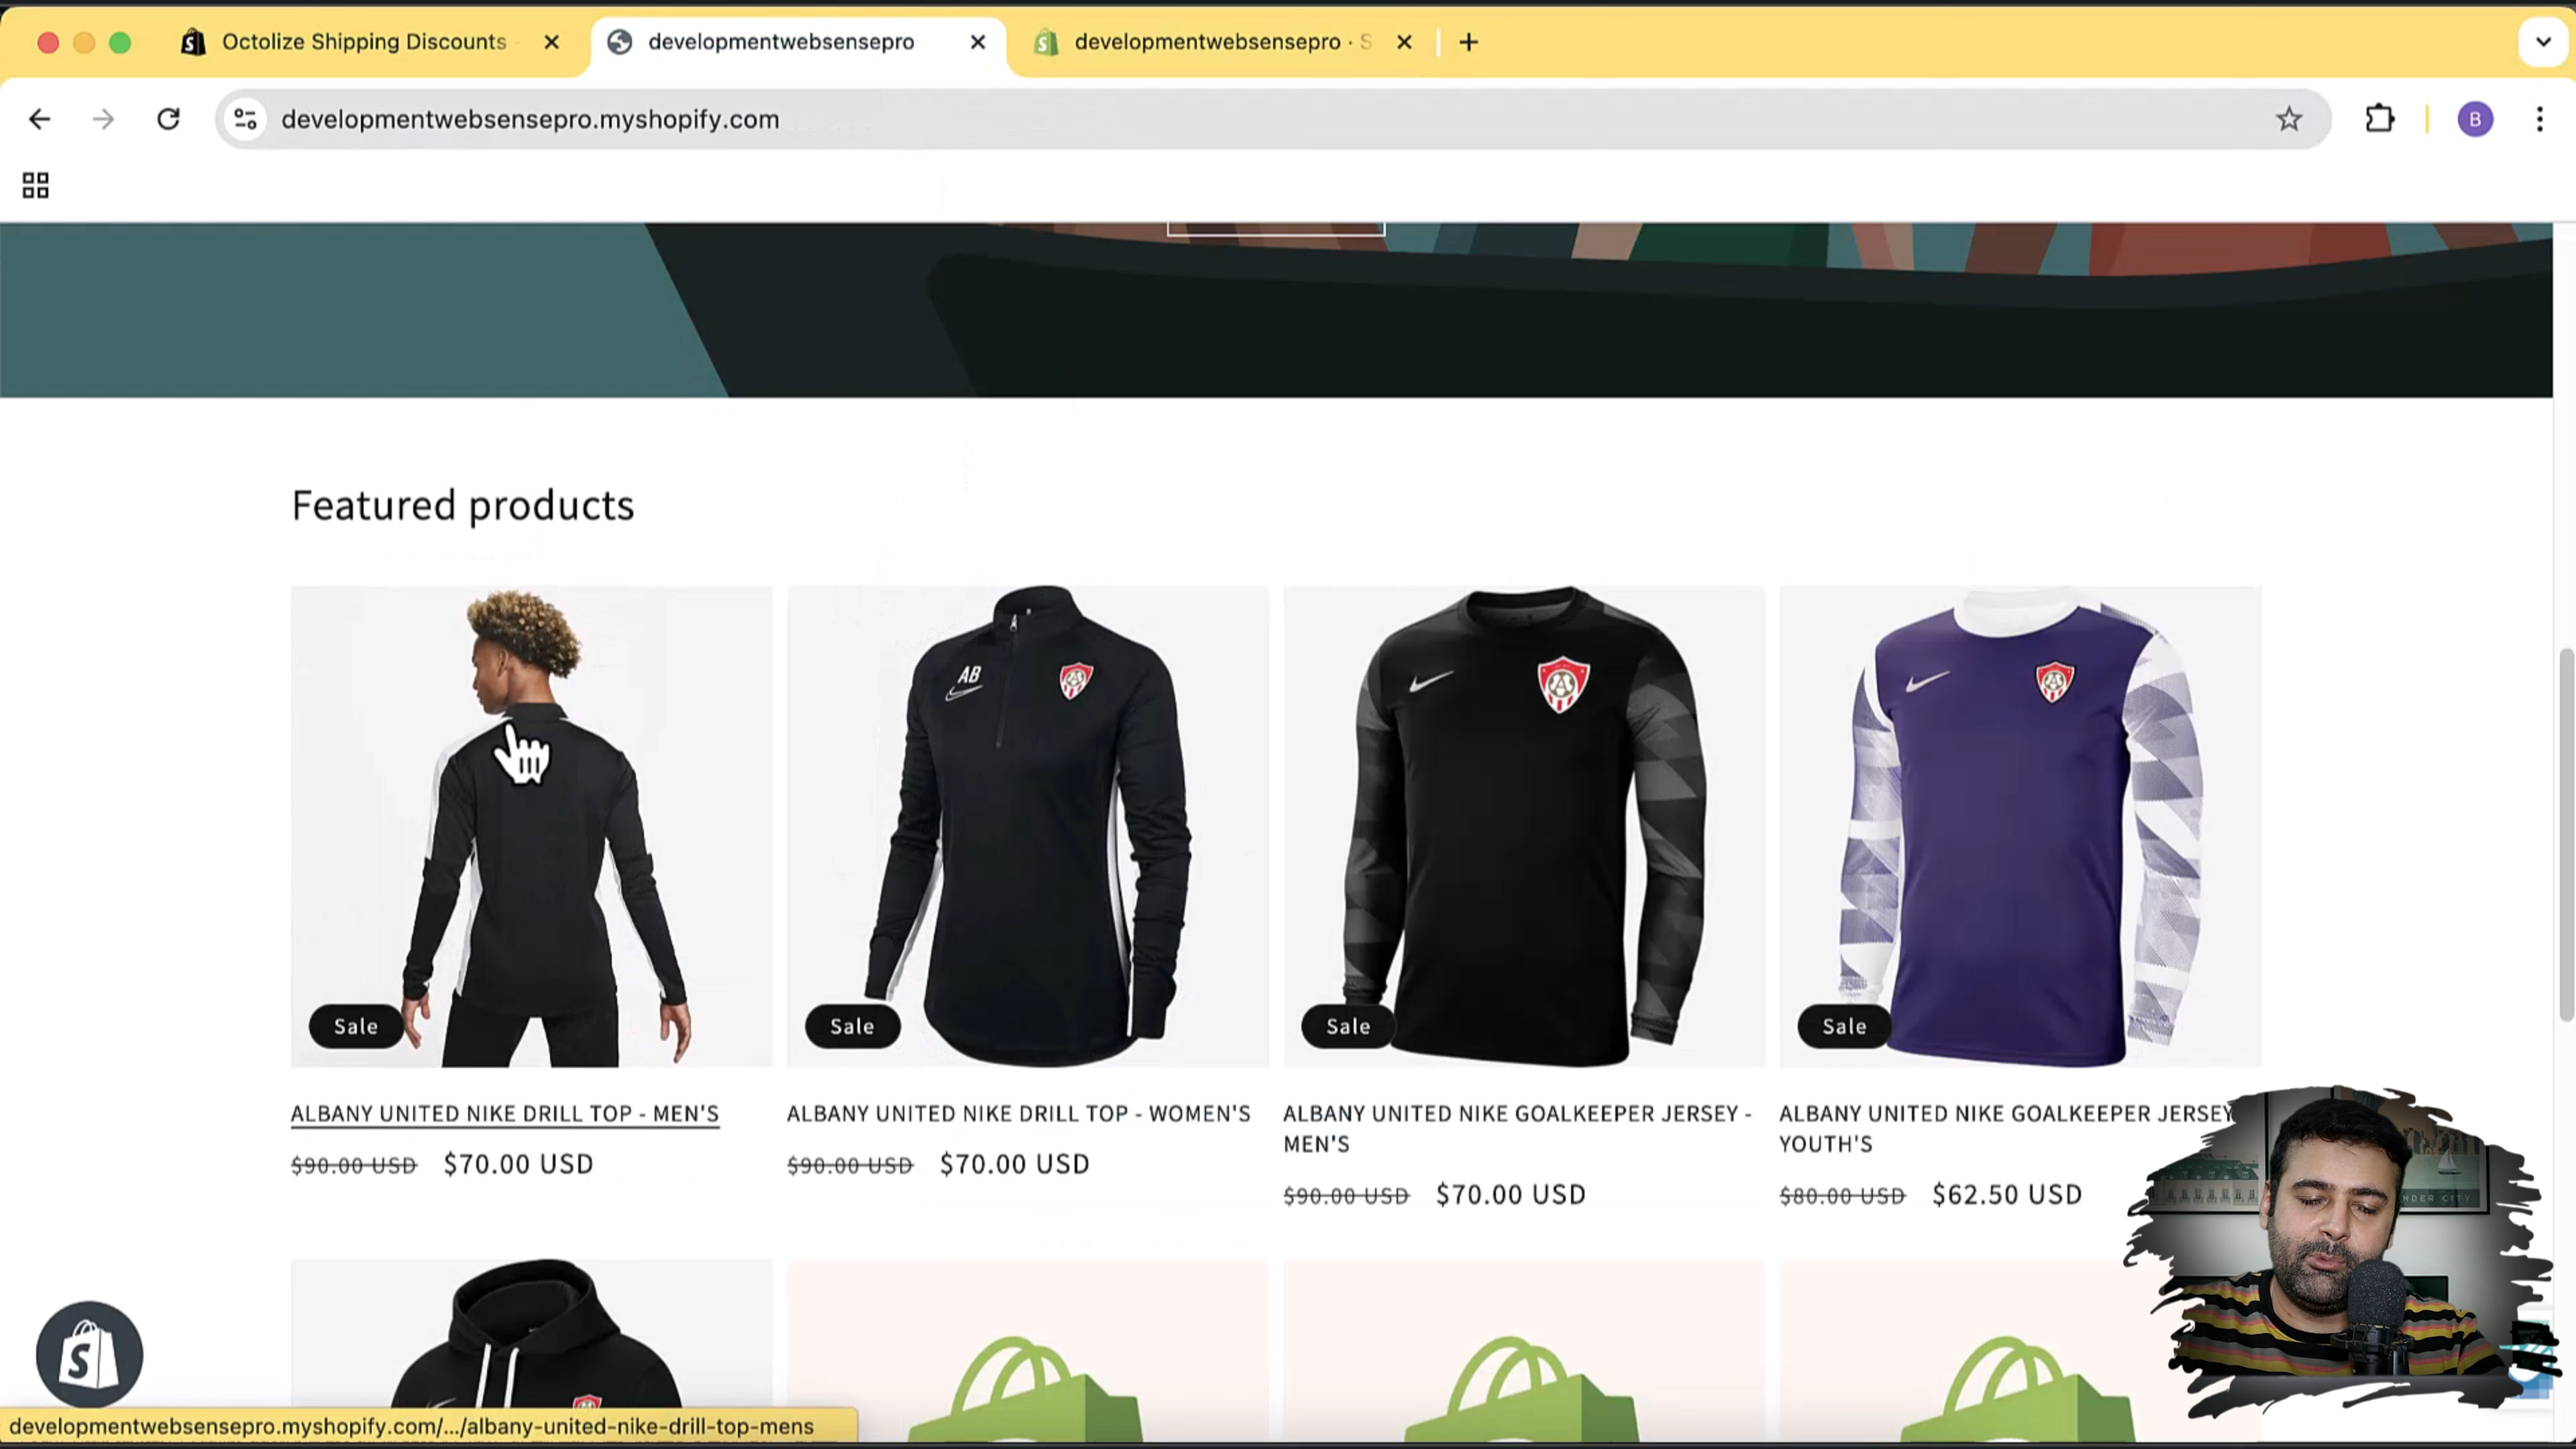 Octolize Shipping Discounts
developmentwebsensepro
developmentwebsensepro · S
developmentwebsensepro.myshopify.com
B
Featured products
AB
Sale
Sale
Sale
Sale
ALBANY UNITED NIKE DRILL TOP - MEN'S
$90.00 USD $70.00 USD
ALBANY UNITED NIKE DRILL TOP - WOMEN'S
$90.00 USD $70.00 USD
ALBANY UNITED NIKE GOALKEEPER JERSEY -
MEN'S
$90.00 USD $70.00 USD
ALBANY UNITED NIKE GOALKEEPER JERSEY
YOUTH'S
$80.00 USD $62.50 USD
NDER CITY
developmentwebsensepro.myshopify.com/.../albany-united-nike-drill-top-mens